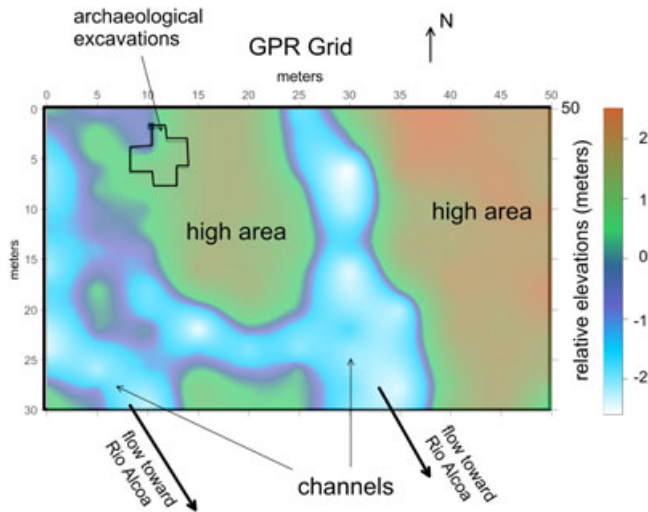 archaeological
excavations
GPR Grid
N
meters
0 5 10 15 20 25 30 35 40 45 50
0
5
10
15
20
25
30
meters
high area
high area
50
50
relative elevations (meters)
2
1
0
-1
-2
flow toward
Rio Alcoa
channels
flow toward
Rio Alcoa